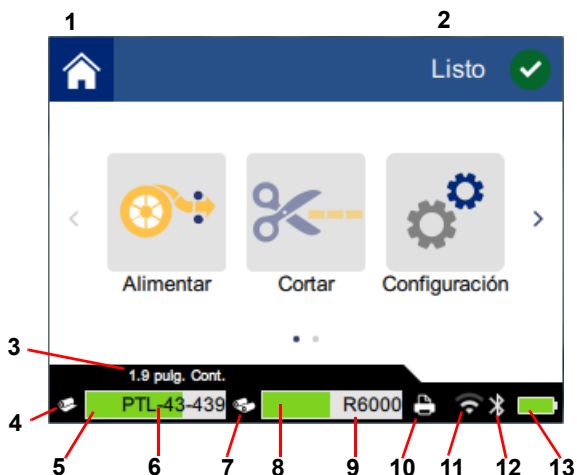 1 2
Listo
Alimentar Cortar Configuración
3
1.9 pulg. Cont.
4 PTL-43-439 R6000
5 6 7 8 9 10 11 12 13